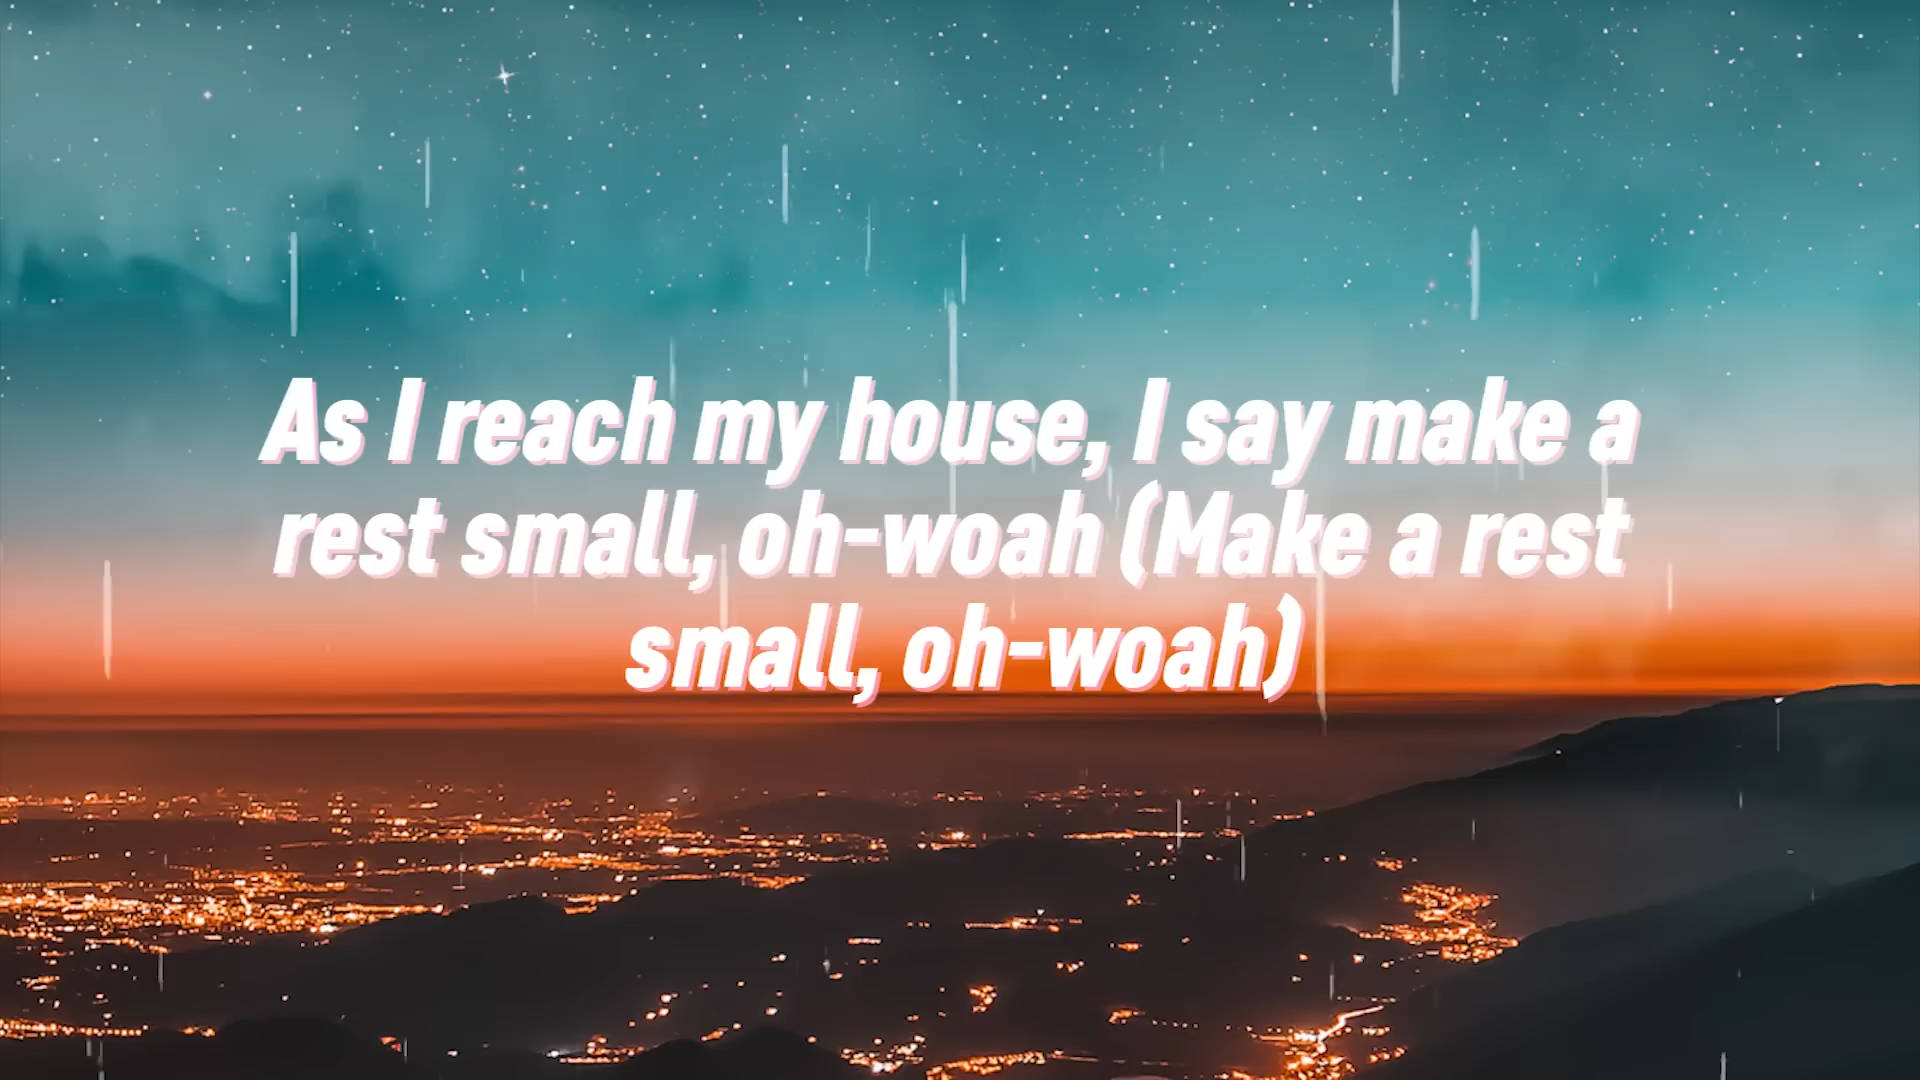 As I reach my house, I say make a
rest small, oh-woah (Make a rest
small, oh-woah)